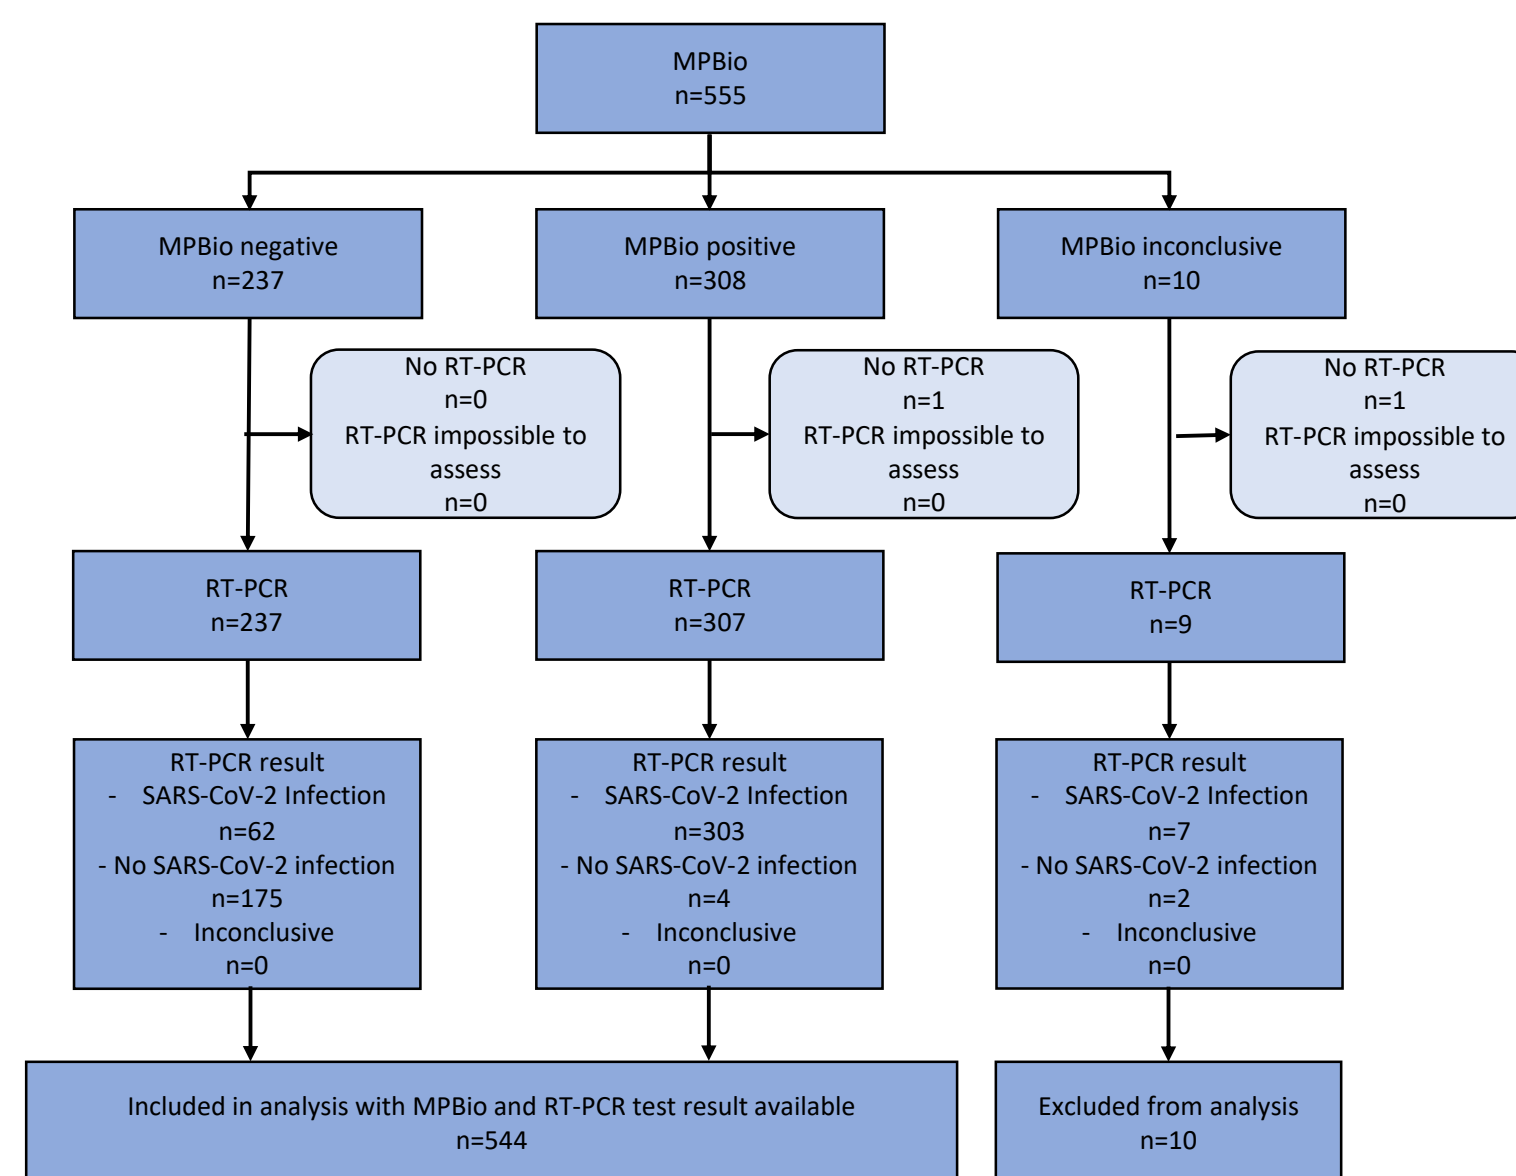 MPBio
n=555
MPBio negative
n=237
MPBio positive
n=308
MPBio inconclusive
n=10
No RT-PCR
n=0
RT-PCR impossible to
assess
n=0
No RT-PCR
n=1
RT-PCR impossible to
assess
n=0
No RT-PCR
n=1
RT-PCR impossible to
assess
n=0
RT-PCR
n=237
RT-PCR
n=307
RT-PCR
n=9
RT-PCR result
- SARS-CoV-2 Infection
n=62
- No SARS-CoV-2 infection
n=175
- Inconclusive
n=0
RT-PCR result
- SARS-CoV-2 Infection
n=303
- No SARS-CoV-2 infection
n=4
- Inconclusive
n=0
RT-PCR result
- SARS-CoV-2 Infection
n=7
- No SARS-CoV-2 infection
n=2
- Inconclusive
n=0
Included in analysis with MPBio and RT-PCR test result available
n=544
Excluded from analysis
n=10